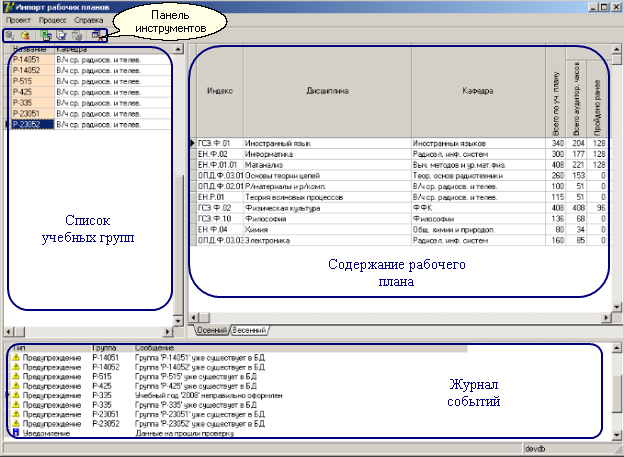 Импорт рабочих планов
Проект Процесс Справка
Панель
инструментов
Название Кафедра
Р-14051 В/ч ср. радиосв. и телев.
Р-14052 В/ч ср. радиосв. и телев.
Р-515 В/ч ср. радиосв. и телев.
Р-425 В/ч ср. радиосв. и телев.
Р-335 В/ч ср. радиосв. и телев.
Р-23051 В/ч ср. радиосв. и телев.
Р-23052 В/ч ср. радиосв. и телев.
Список
учебных групп
Индекс Дисциплина Кафедра Всего по уч. плану Всего аудитор. часов Пройдено ранее
ГСЭ.Ф.01 Иностранный язык Иностранных языков 340 204 128
ЕН.Ф.02 Информатика Радиоэл. инф. систем 300 177 128
ЕН.Ф.01.01 Матанализ Выч. методов и ур.мат.физ. 408 221 128
ОПД.Ф.03.01 Основы теории цепей Теор. основ радиотехники 260 153 0
ОПД.Ф.02.01 Р/материалы и р/комп. В/ч ср. радиосв. и телев. 100 51 0
ЕН.Р.01 Теория волновых процессов В/ч ср. радиосв. и телев. 115 51 0
ГСЭ.Ф.02 Физическая культура ФФК 408 408 96
ГСЭ.Ф.10 Философия Философии 136 68 0
ЕН.Ф.04 Химия Общ. химии и природоп. 80 34 0
ОПД.Ф.03.03 Электроника Радиоэл. инф. систем 160 85 0
Содержание рабочего
плана
Осенний Весенний
Тип Группа Сообщение
Предупреждение Р-14051 Группа 'Р-14051' уже существует в БД
Предупреждение Р-14052 Группа 'Р-14052' уже существует в БД
Предупреждение Р-515 Группа 'Р-515' уже существует в БД
Предупреждение Р-425 Группа 'Р-425' уже существует в БД
Предупреждение Р-335 Учебный год '2008' неправильно оформлен
Предупреждение Р-335 Группа 'Р-335' уже существует в БД
Предупреждение Р-23051 Группа 'Р-23051' уже существует в БД
Предупреждение Р-23052 Группа 'Р-23052' уже существует в БД
Уведомление Данные на прошли проверку
Журнал
событий
devdb